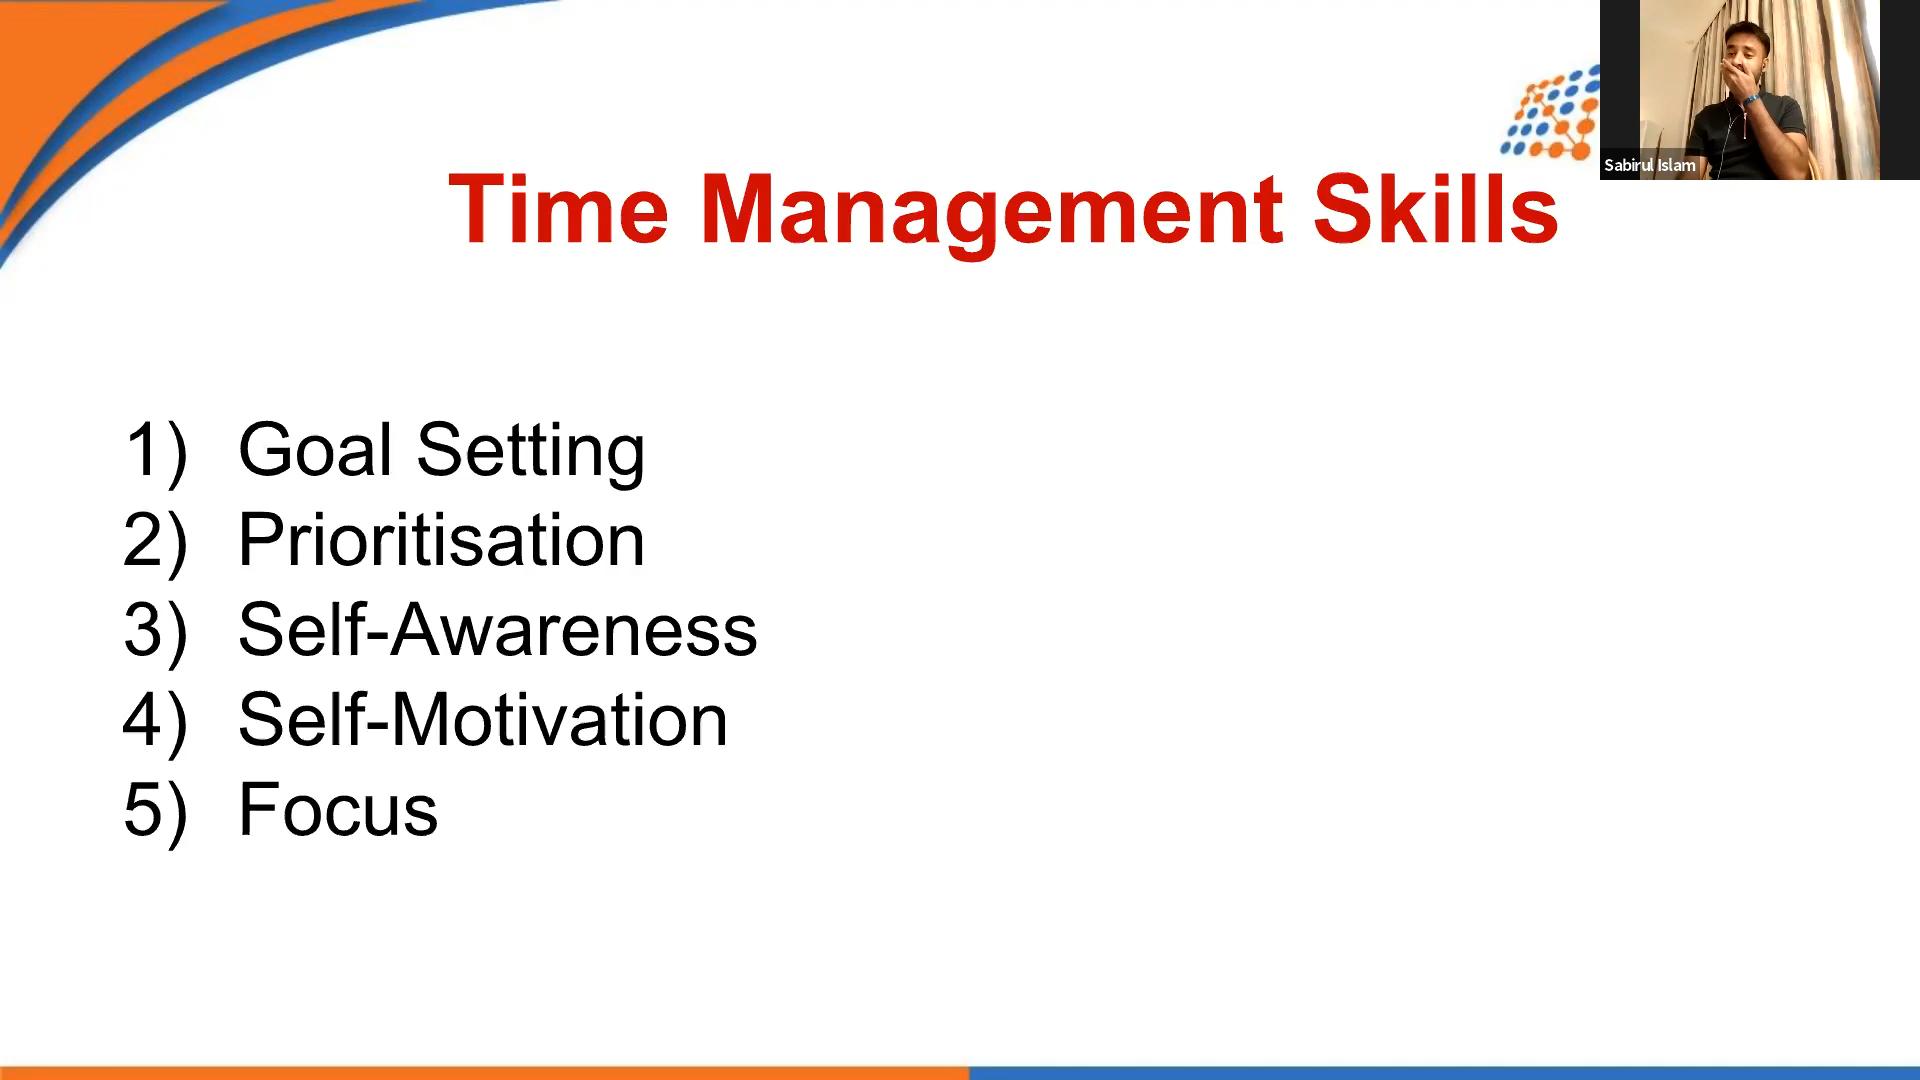 Sabirul Islam
Time Management Skills
1) Goal Setting
2) Prioritisation
3) Self-Awareness
4) Self-Motivation
5) Focus